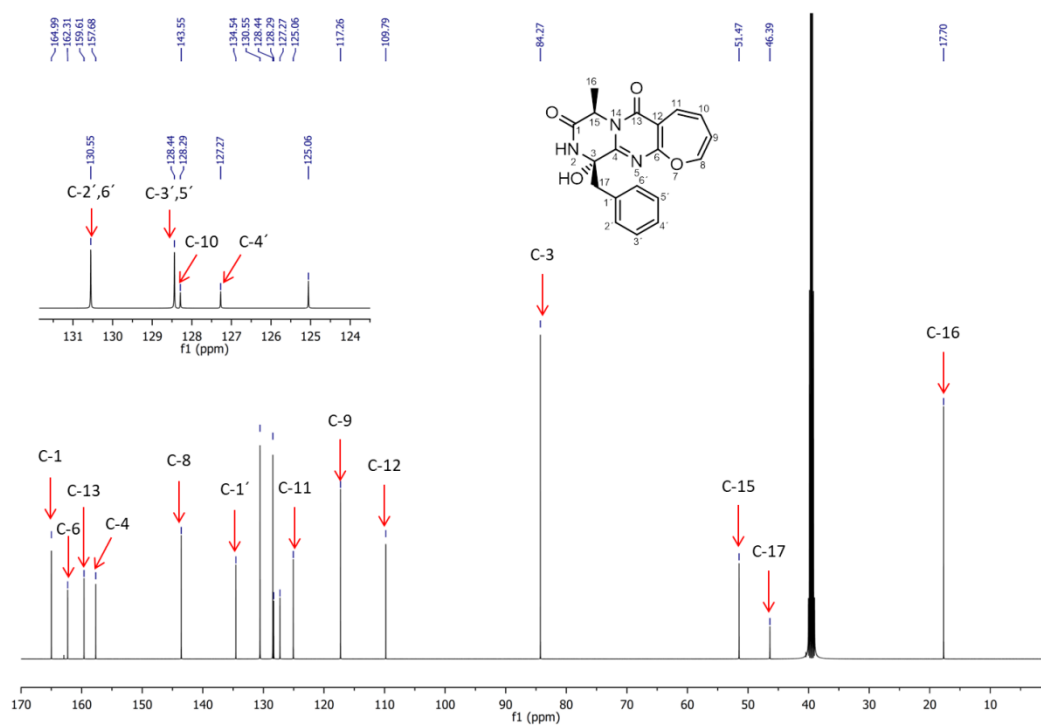 164.99
162.31
159.61
157.68
143.55
134.54
130.55
128.44
128.29
127.27
125.06
117.26
109.79
84.27
51.47
46.39
17.70
130.55
128.44
128.29
127.27
125.06
C-2´,6´
C-3´,5´
C-10
C-4´
131 130 129 128 127 126 125 124
f1 (ppm)
16
O
O
11
10
14
N
12
15
13
9
1
HN
2
3
4
N
5
6
O
7
8
HO
17
6´
1´
5´
2´
4´
3´
C-3
C-16
C-9
C-1
C-8
C-12
C-13
C-1´
C-11
C-15
C-6
C-4
C-17
170 160 150 140 130 120 110 100 90 80 70 60 50 40 30 20 10 0
f1 (ppm)